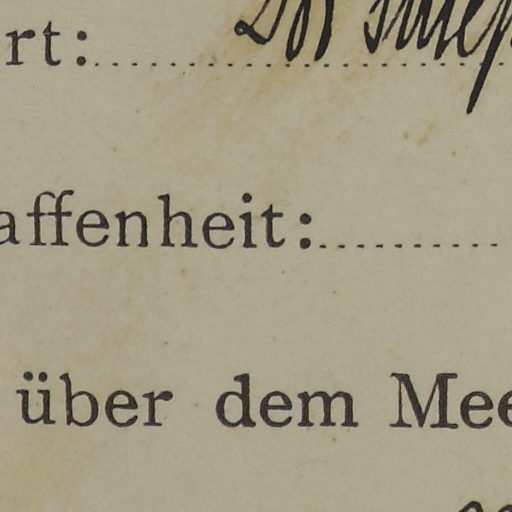 rt:
affenheit:
über dem Mee